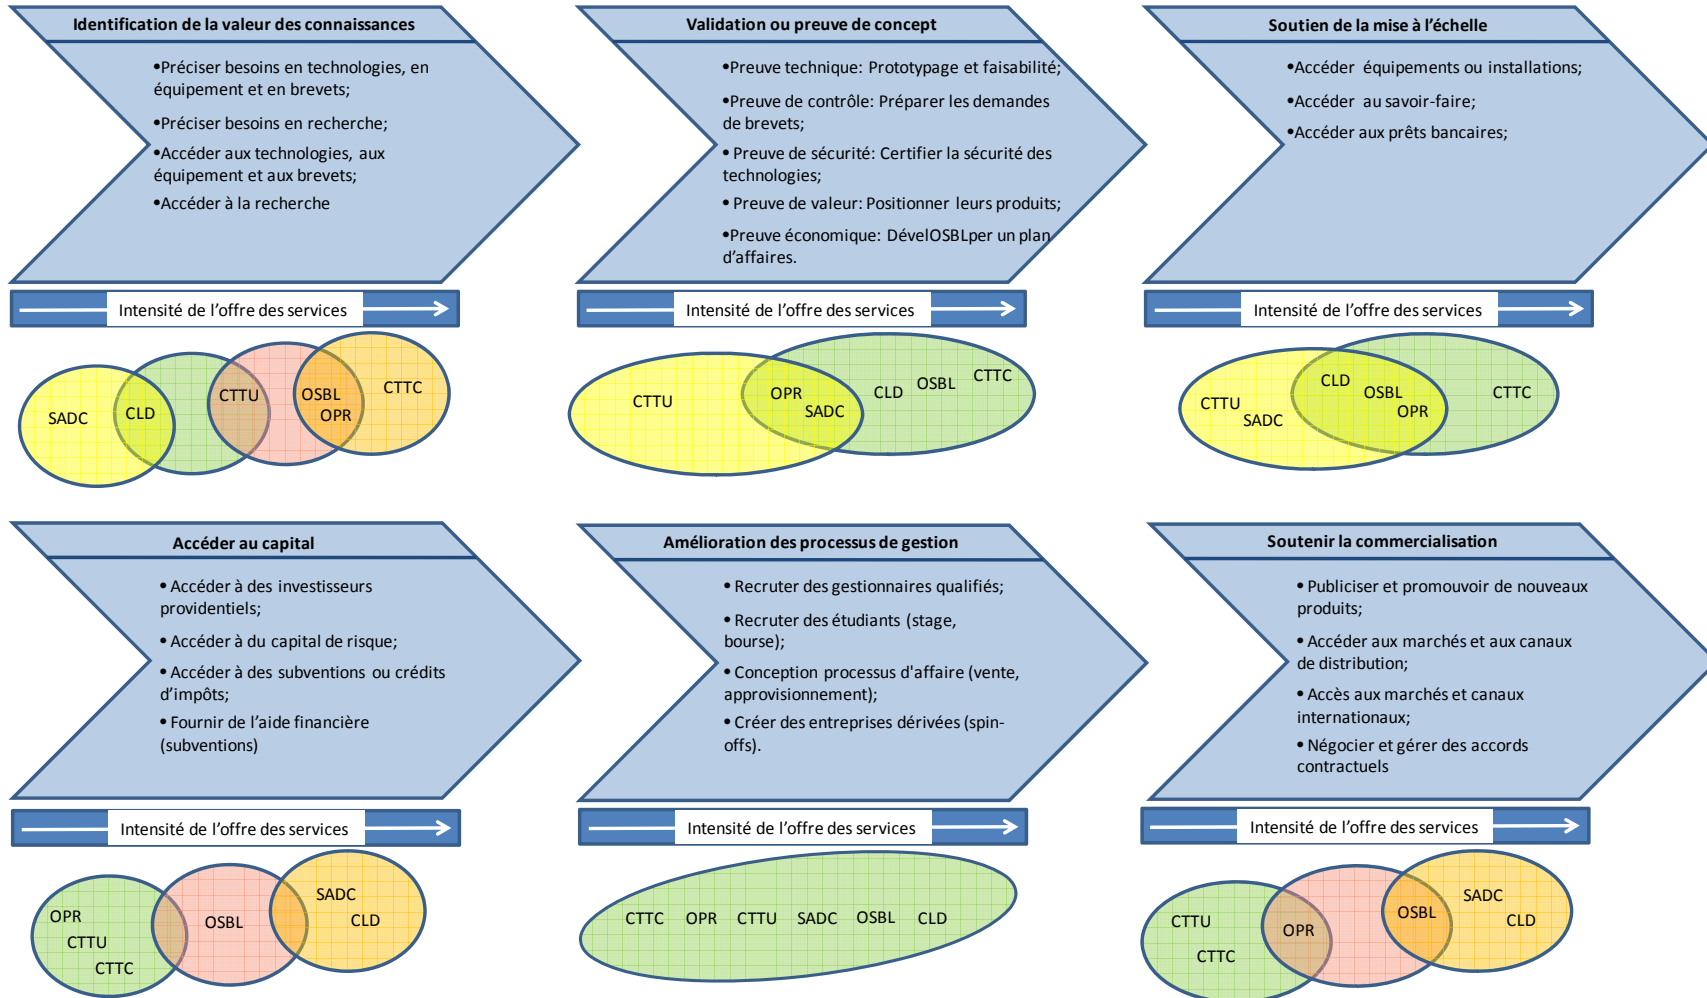 Identification de la valeur des connaissances
•Préciser besoins en technologies, en
équipement et en brevets;
•Préciser besoins en recherche;
•Accéder aux technologies, aux
équipement et aux brevets;
•Accéder à la recherche
Intensité de l'offre des services
SADC
CLD
CTTU
OSBL
OPR
CTTC
Validation ou preuve de concept
•Preuve technique: Prototypage et faisabilité;
•Preuve de contrôle: Préparer les demandes
de brevets;
• Preuve de sécurité: Certifier la sécurité des
technologies;
• Preuve de valeur: Positionner leurs produits;
•Preuve économique: DévelOSBLper un plan
d'affaires.
Intensité de l'offre des services
CTTU
OPR
SADC
CLD
OSBL
CTTC
Soutien de la mise à l'échelle
•Accéder équipements ou installations;
•Accéder au savoir-faire;
•Accéder aux prêts bancaires;
Intensité de l'offre des services
CTTU
SADC
CLD
OSBL
OPR
CTTC
Accéder au capital
• Accéder à des investisseurs
providentiels;
• Accéder à du capital de risque;
• Accéder à des subventions ou crédits
d'impôts;
• Fournir de l'aide financière
(subventions)
Intensité de l'offre des services
OPR
CTTU
CTTC
OSBL
SADC
CLD
Amélioration des processus de gestion
• Recruter des gestionnaires qualifiés;
• Recruter des étudiants (stage,
bourse);
• Conception processus d'affaire (vente,
approvisionnement);
• Créer des entreprises dérivées (spin-
offs).
Intensité de l'offre des services
CTTC OPR CTTU SADC OSBL CLD
Soutenir la commercialisation
• Publiciser et promouvoir de nouveaux
produits;
• Accéder aux marchés et aux canaux
de distribution;
• Accès aux marchés et canaux
internationaux;
• Négocier et gérer des accords
contractuels
Intensité de l'offre des services
CTTU
CTTC
OPR
OSBL
SADC
CLD